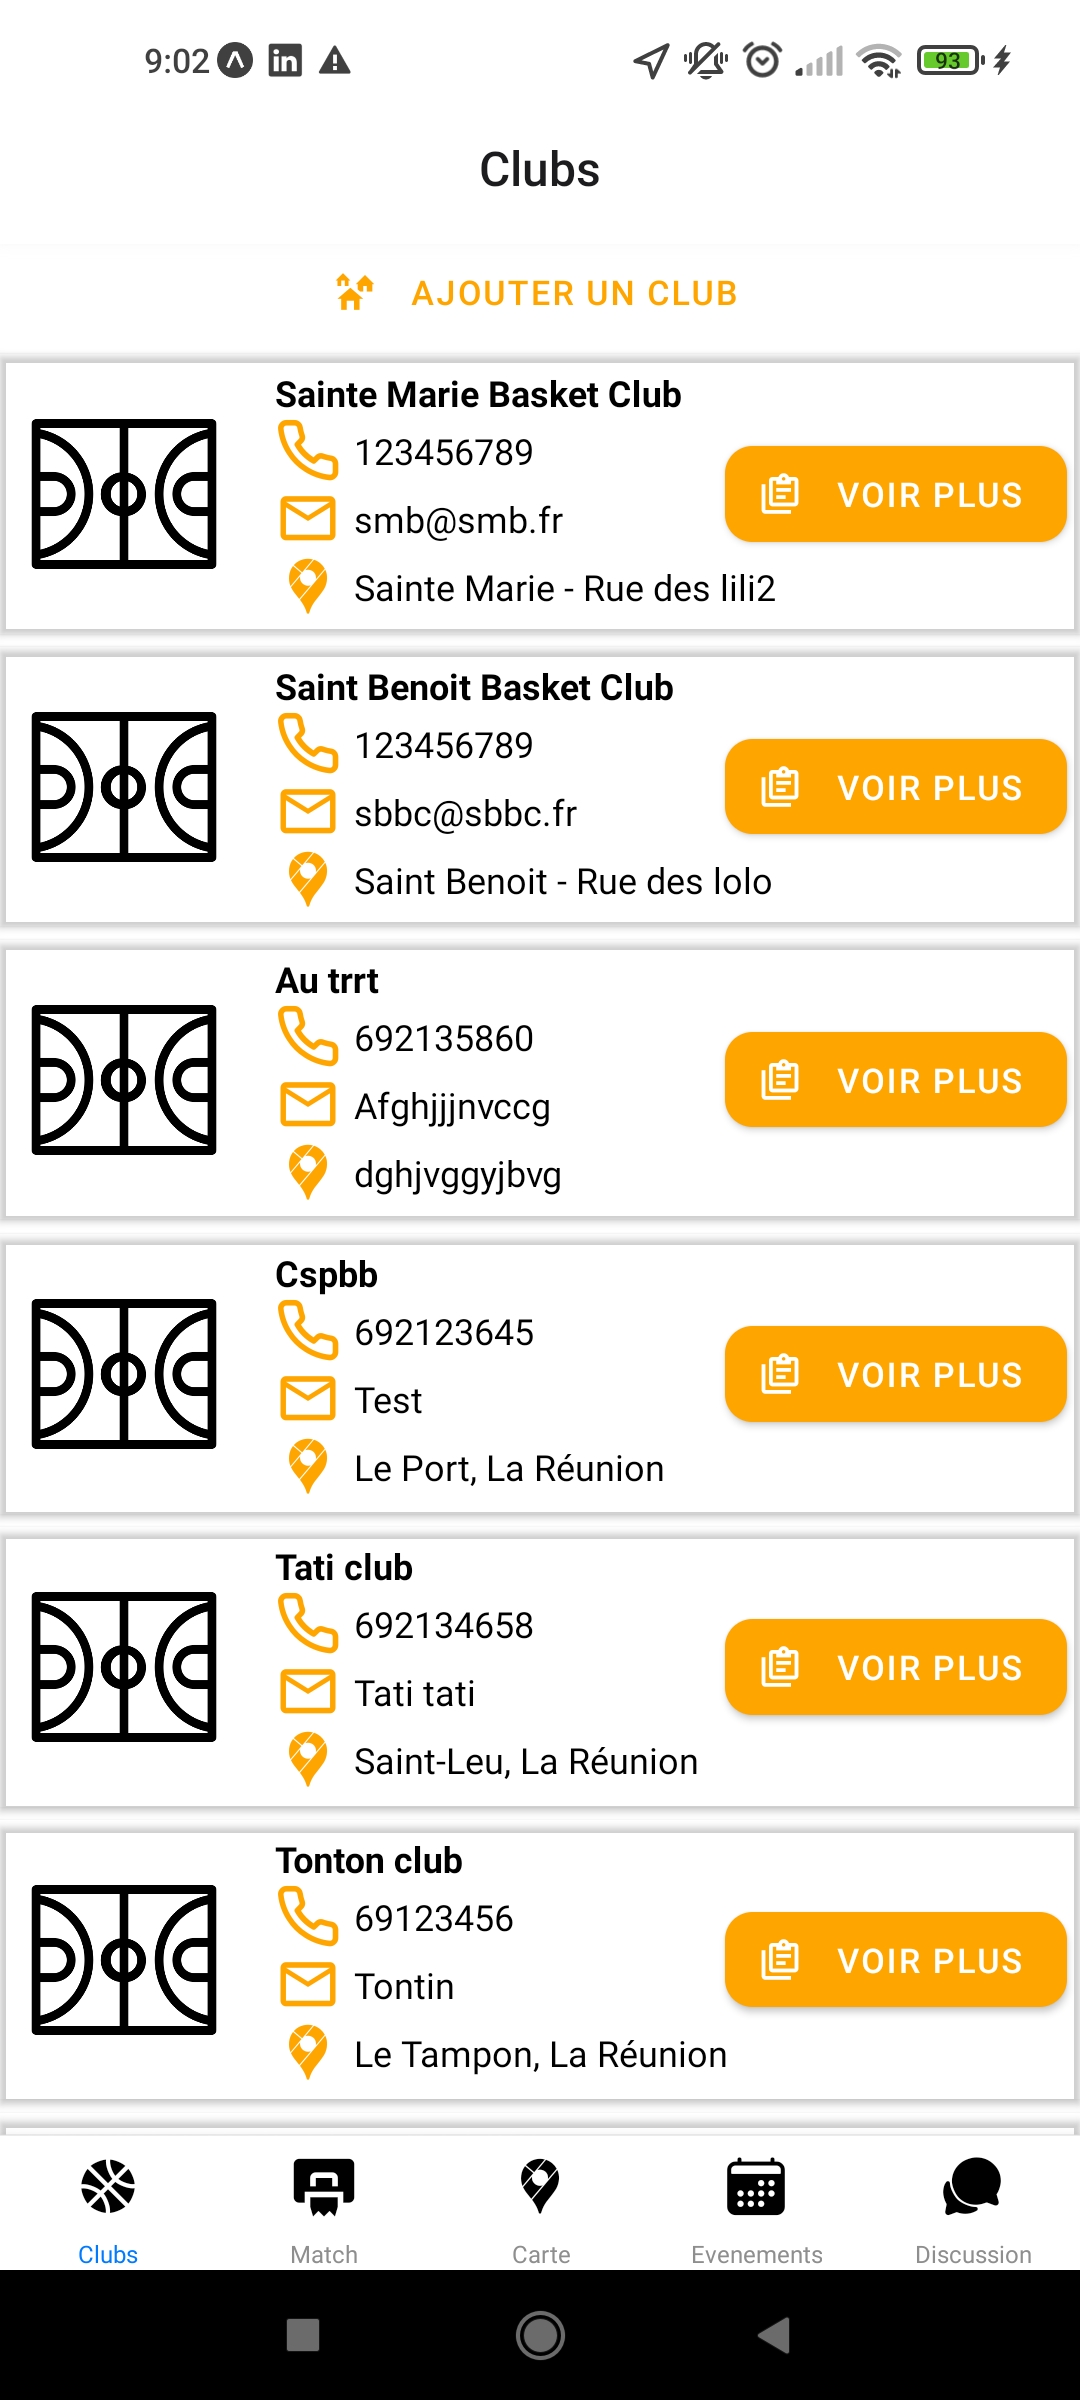 9:02
93
Clubs
AJOUTER UN CLUB
Sainte Marie Basket Club
123456789
smb@smb.fr
VOIR PLUS
Sainte Marie - Rue des lili2
Saint Benoit Basket Club
123456789
sbbc@sbbc.fr
VOIR PLUS
Saint Benoit - Rue des lolo
Au trrt
692135860
Afghjjjnvccg
VOIR PLUS
dghjvggyjbvg
Cspbb
692123645
Test
VOIR PLUS
Le Port, La Réunion
Tati club
692134658
Tati tati
VOIR PLUS
Saint-Leu, La Réunion
Tonton club
69123456
Tontin
VOIR PLUS
Le Tampon, La Réunion
Clubs
Match
Carte
Evenements
Discussion